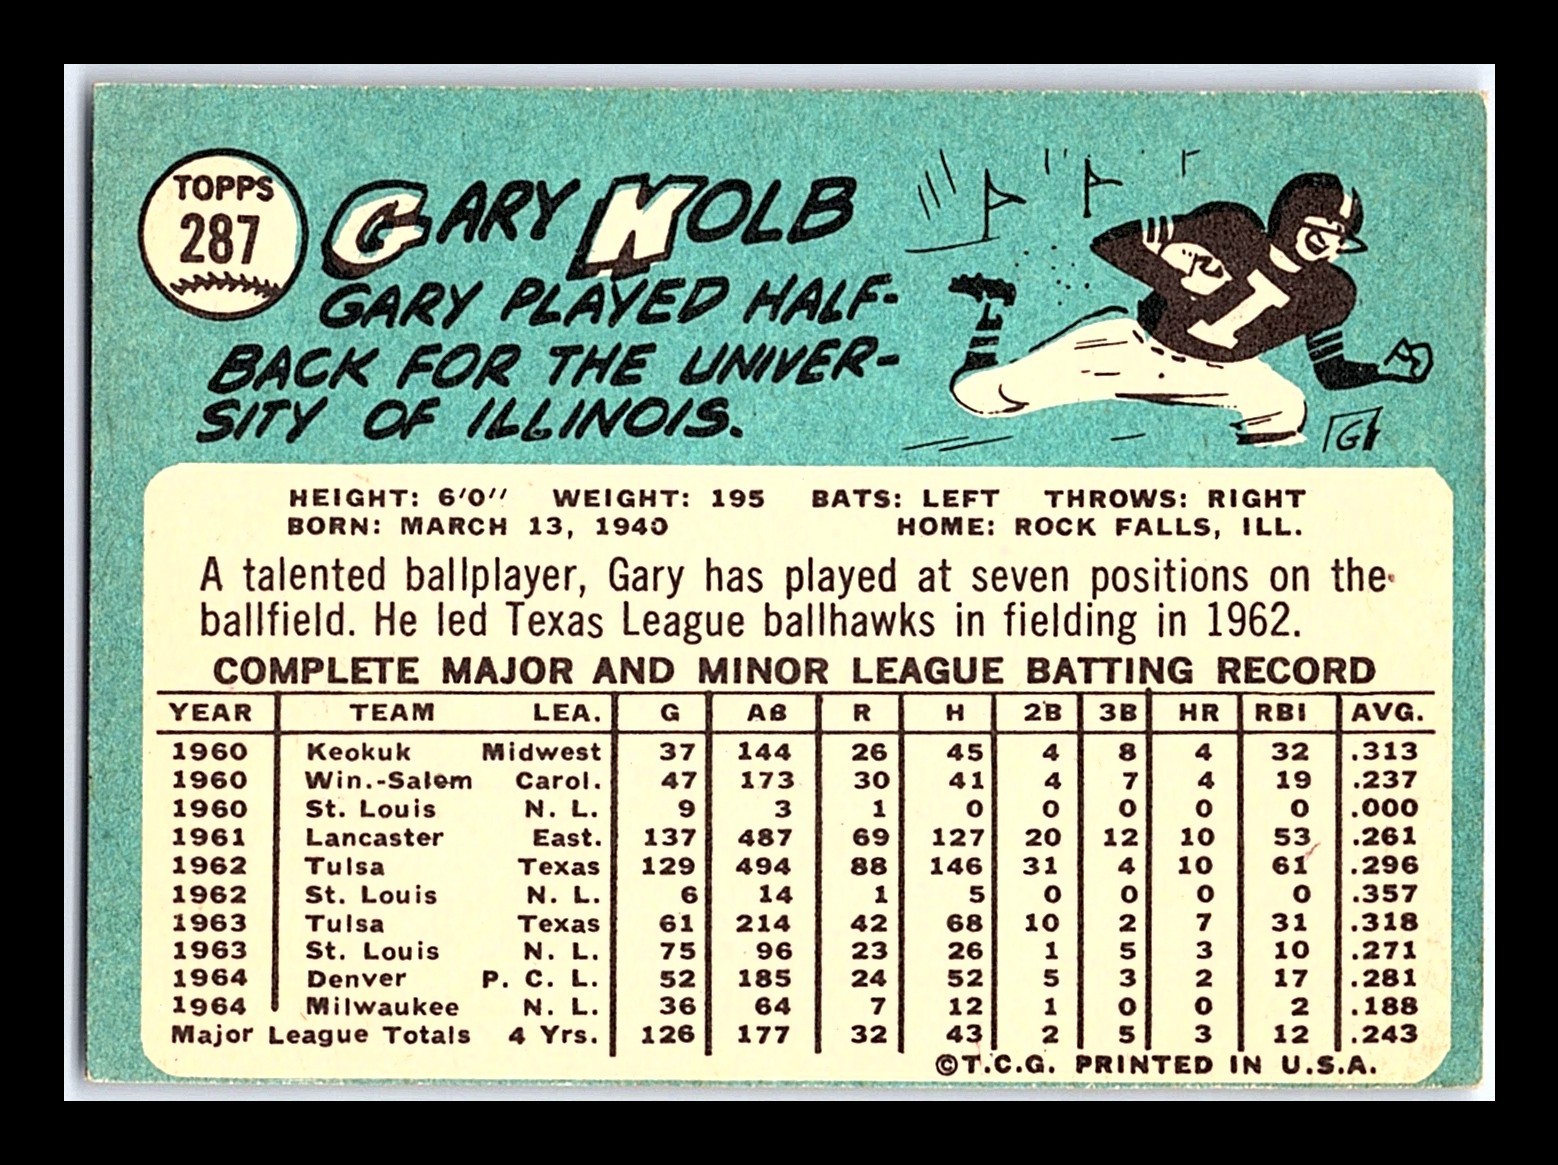 TOPPS
287
GARY KOLB
GARY PLAYED HALF-
BACK FOR THE UNIVER-
SITY OF ILLINOIS.
I
G
HEIGHT: 6'0" WEIGHT: 195 BATS: LEFT THROWS: RIGHT
BORN: MARCH 13, 1940 HOME: ROCK FALLS, ILL.
A talented ballplayer, Gary has played at seven positions on the
ballfield. He led Texas League ballhawks in fielding in 1962.
COMPLETE MAJOR AND MINOR LEAGUE BATTING RECORD
YEAR TEAM LEA. G AB R H 2B 3B HR RBI AVG.
1960 Keokuk Midwest 37 144 26 45 4 8 4 32 .313
1960 Win.-Salem Carol. 47 173 30 41 4 7 4 19 .237
1960 St. Louis N. L. 9 3 1 0 0 0 0 0 .000
1961 Lancaster East. 137 487 69 127 20 12 10 53 .261
1962 Tulsa Texas 129 494 88 146 31 4 10 61 .296
1962 St. Louis N. L. 6 14 1 5 0 0 0 0 .357
1963 Tulsa Texas 61 214 42 68 10 2 7 31 .318
1963 St. Louis N. L. 75 96 23 26 1 5 3 10 .271
1964 Denver P. C. L. 52 185 24 52 5 3 2 17 .281
1964 Milwaukee N. L. 36 64 7 12 1 0 0 2 .188
Major League Totals 4 Yrs. 126 177 32 43 2 5 3 12 .243
©T.C.G. PRINTED IN U.S.A.